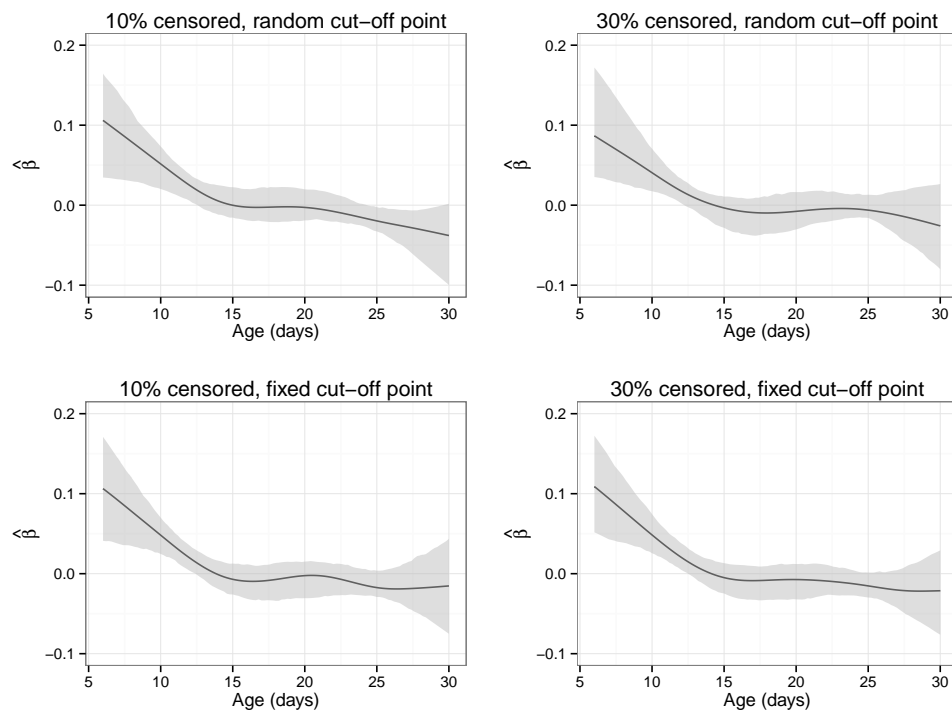 10% censored, random cut−off point
0.2
0.1
0.0
−0.1
β̂
5 10 15 20 25 30
Age (days)
30% censored, random cut−off point
0.2
0.1
0.0
−0.1
β̂
5 10 15 20 25 30
Age (days)
10% censored, fixed cut−off point
0.2
0.1
0.0
−0.1
β̂
5 10 15 20 25 30
Age (days)
30% censored, fixed cut−off point
0.2
0.1
0.0
−0.1
β̂
5 10 15 20 25 30
Age (days)